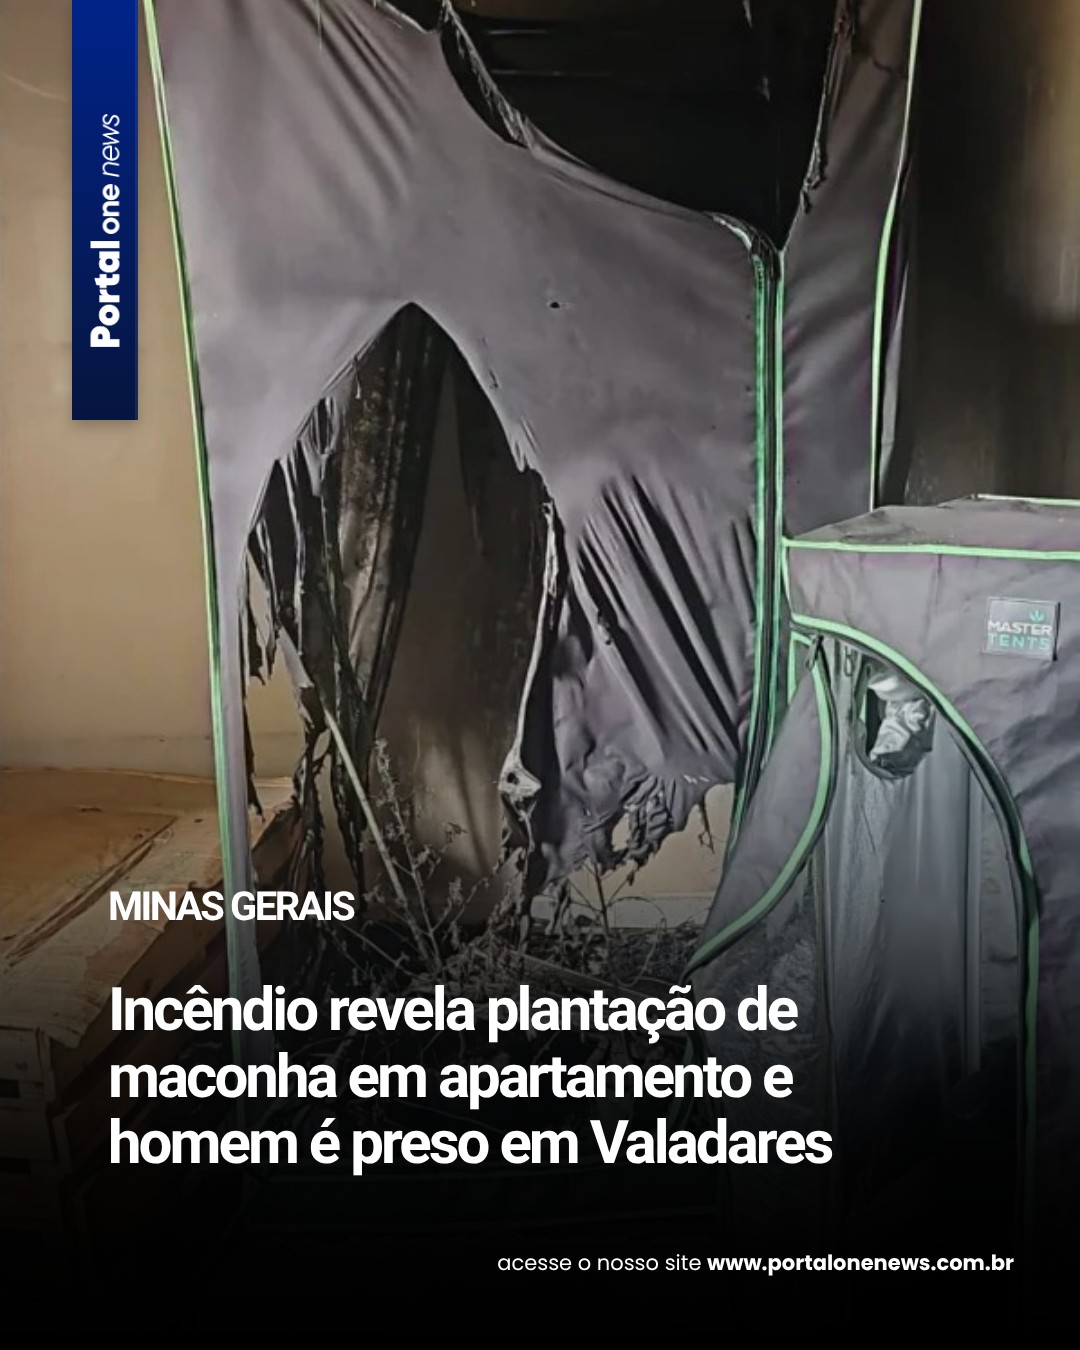 Portal one news
MASTER
TENTS
MINAS GERAIS
Incêndio revela plantação de
maconha em apartamento e
homem é preso em Valadares
acesse o nosso site www.portalonenews.com.br